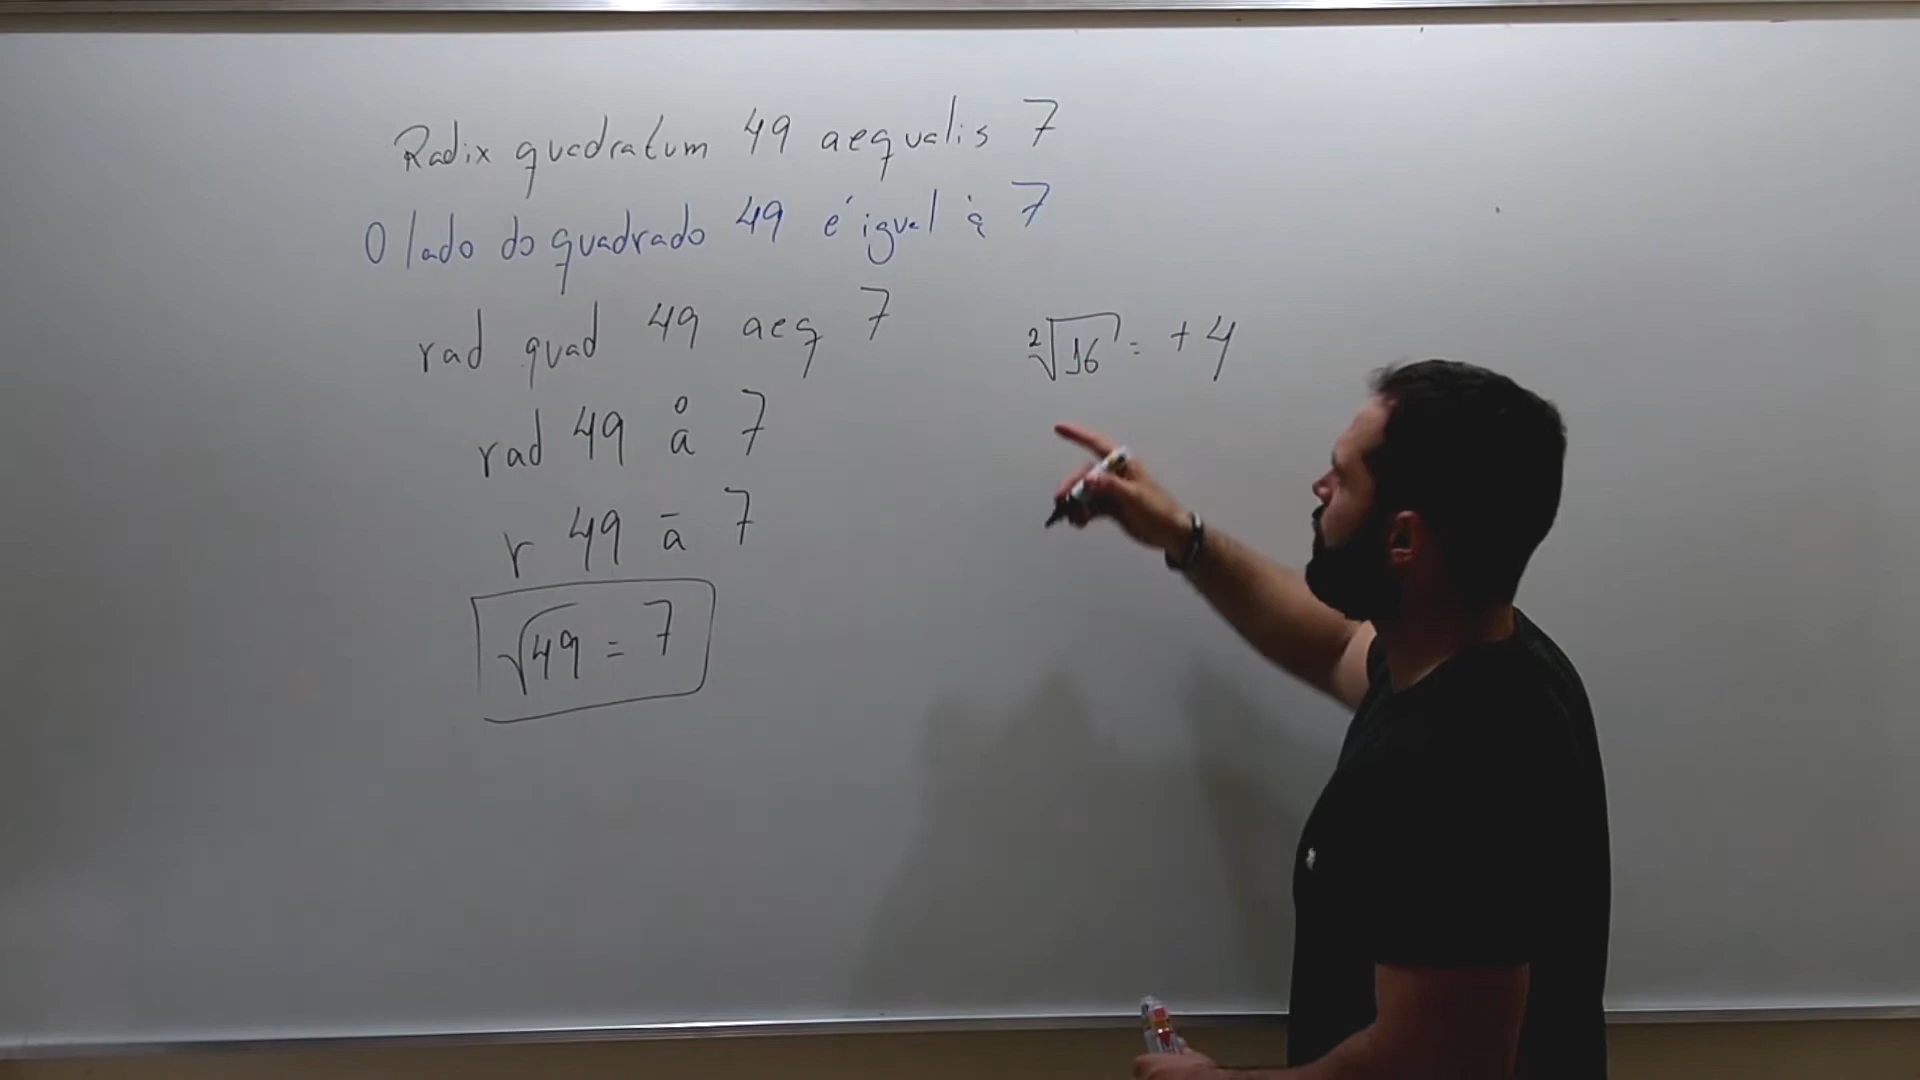 Radix quadratum 49 aequalis 7
O lado do quadrado 49 é igual à 7
rad quad 49 aeq 7
rad 49 å 7
r 49 ā 7
√49 = 7
²√16 = + 4